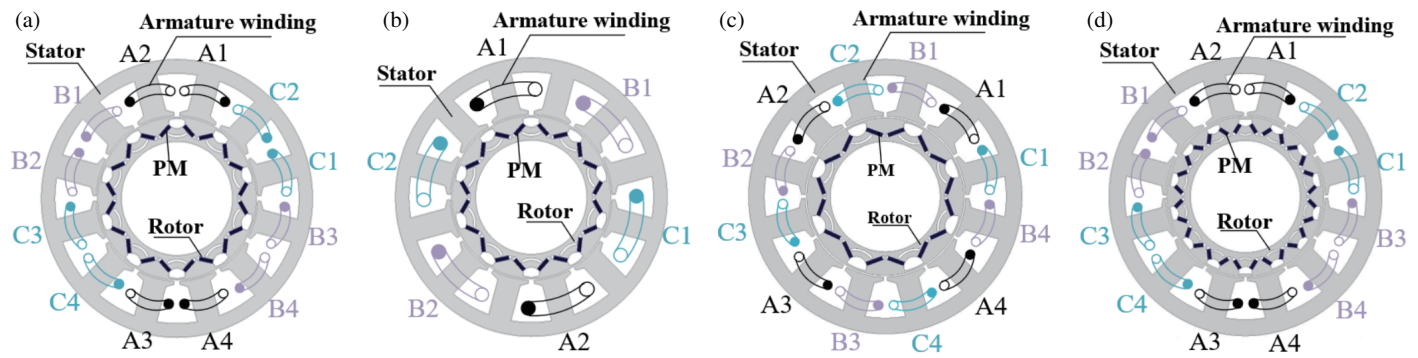 (a)
Armature winding
Stator
A2
A1
B1
C2
B2
C1
PM
C3
Rotor
B3
C4
B4
A3
A4
(b)
Armature winding
A1
Stator
B1
C2
PM
Rotor
C1
B2
A2
(c)
Armature winding
C2
B1
Stator
A2
A1
B2
C1
PM
C3
Rotor
B4
A3
A4
B3
C4
(d)
Armature winding
Stator
A2
A1
B1
C2
B2
C1
PM
C3
Rotor
B3
C4
B4
A3
A4